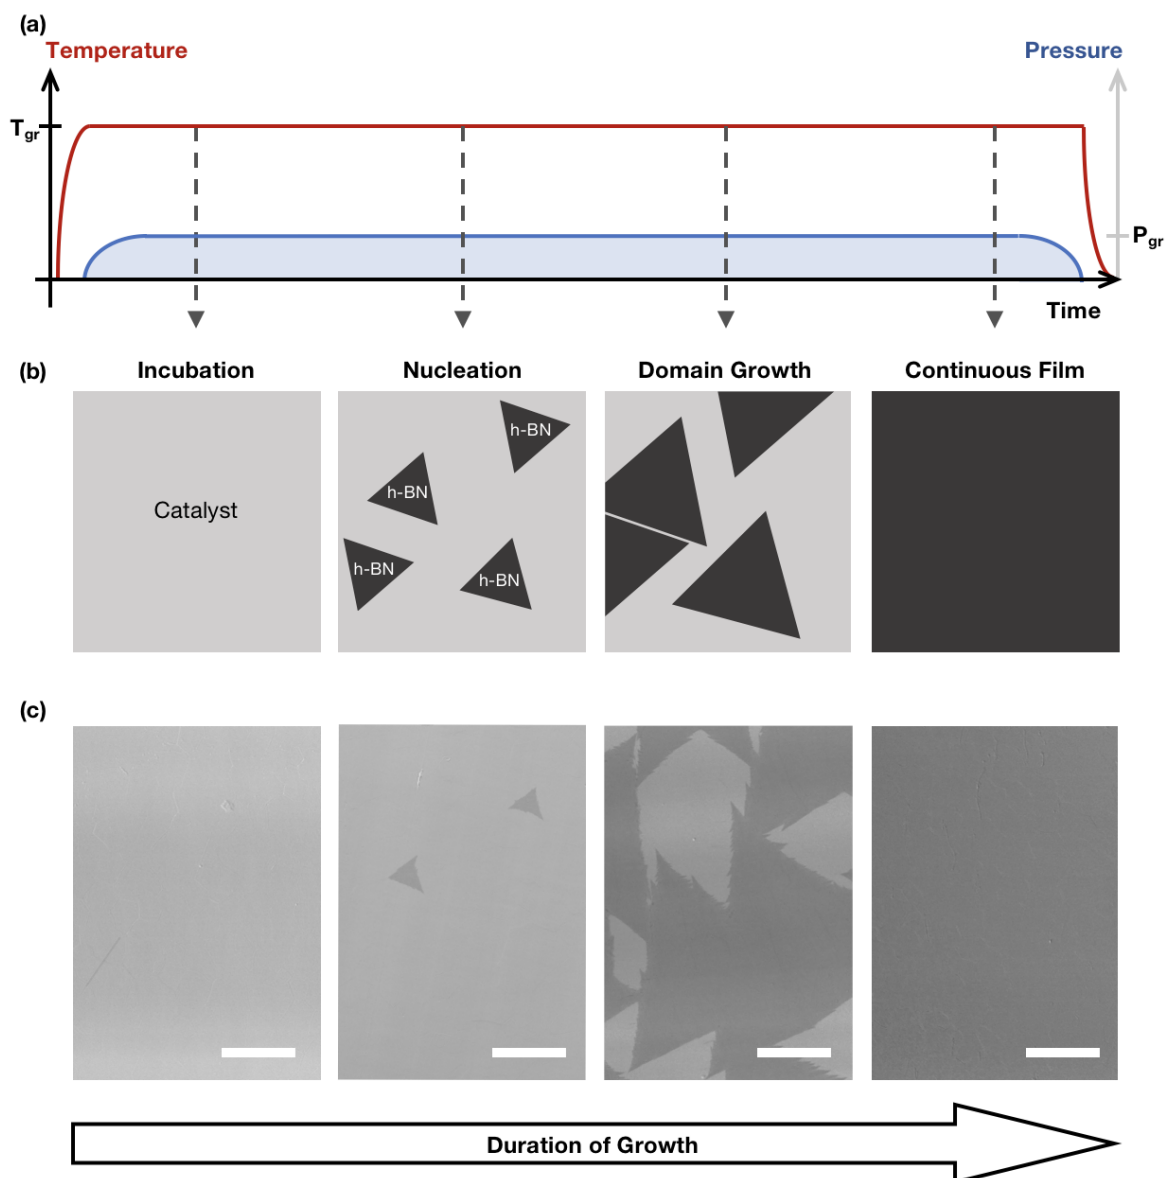 (a)
Temperature
Pressure
Tgr
Pgr
Time
(b)
Incubation
Nucleation
Domain Growth
Continuous Film
Catalyst
h-BN
h-BN
h-BN
h-BN
(c)
Duration of Growth